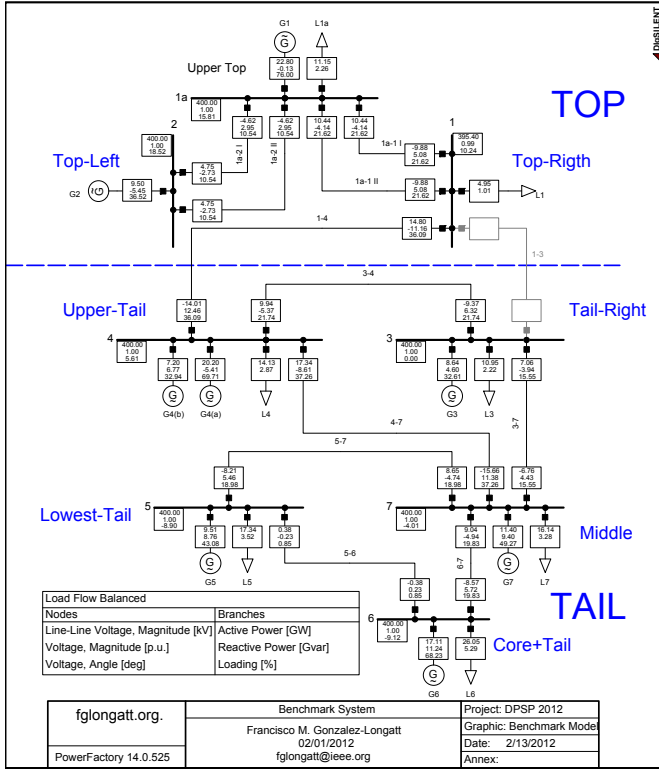 DIgSILENT
G1
L1a
22.80
-0.13
76.00
11.15
2.26
Upper Top
1a
400.00
1.00
15.81
TOP
-4.62
2.95
10.54
-4.62
2.95
10.54
10.44
-4.14
21.62
10.44
-4.14
21.62
2
400.00
1.00
18.52
1
395.40
0.99
10.24
1a-2 I
1a-2 II
1a-1 I
-9.88
5.08
21.62
Top-Left
Top-Rigth
4.75
-2.73
10.54
G2
9.50
-5.45
36.52
1a-1 II
-9.88
5.08
21.62
4.95
1.01
L1
4.75
-2.73
10.54
1-4
14.80
-11.16
36.09
1-3
3-4
Upper-Tail
-14.01
12.46
36.09
9.94
-5.37
21.74
-9.37
6.32
21.74
Tail-Right
4
400.00
1.00
5.61
3
400.00
1.00
0.00
7.20
6.77
32.94
20.20
-5.41
69.71
14.13
2.87
17.34
-8.61
37.26
8.64
4.60
32.61
10.95
2.22
7.06
-3.94
15.55
G4(b)
G4(a)
L4
G3
L3
4-7
3-7
5-7
-8.21
5.46
18.98
8.65
-4.74
18.98
-15.66
11.38
37.26
-6.76
4.43
15.55
5
400.00
1.00
-8.90
7
400.00
1.00
-4.01
Lowest-Tail
Middle
9.51
8.76
43.08
17.34
3.52
0.38
-0.23
0.85
9.04
-4.94
19.83
11.40
9.40
49.27
16.14
3.28
G5
L5
G7
L7
5-6
6-7
-0.38
0.23
0.85
-8.57
5.72
19.83
TAIL
6
400.00
1.00
-9.12
Core+Tail
17.11
11.24
68.23
26.05
5.29
G6
L6
Load Flow Balanced
Nodes
Branches
Line-Line Voltage, Magnitude [kV]
Active Power [GW]
Voltage, Magnitude [p.u.]
Reactive Power [Gvar]
Voltage, Angle [deg]
Loading [%]
fglongatt.org.
PowerFactory 14.0.525
Benchmark System
Francisco M. Gonzalez-Longatt
02/01/2012
fglongatt@ieee.org
Project: DPSP 2012
Graphic: Benchmark Model
Date: 2/13/2012
Annex: